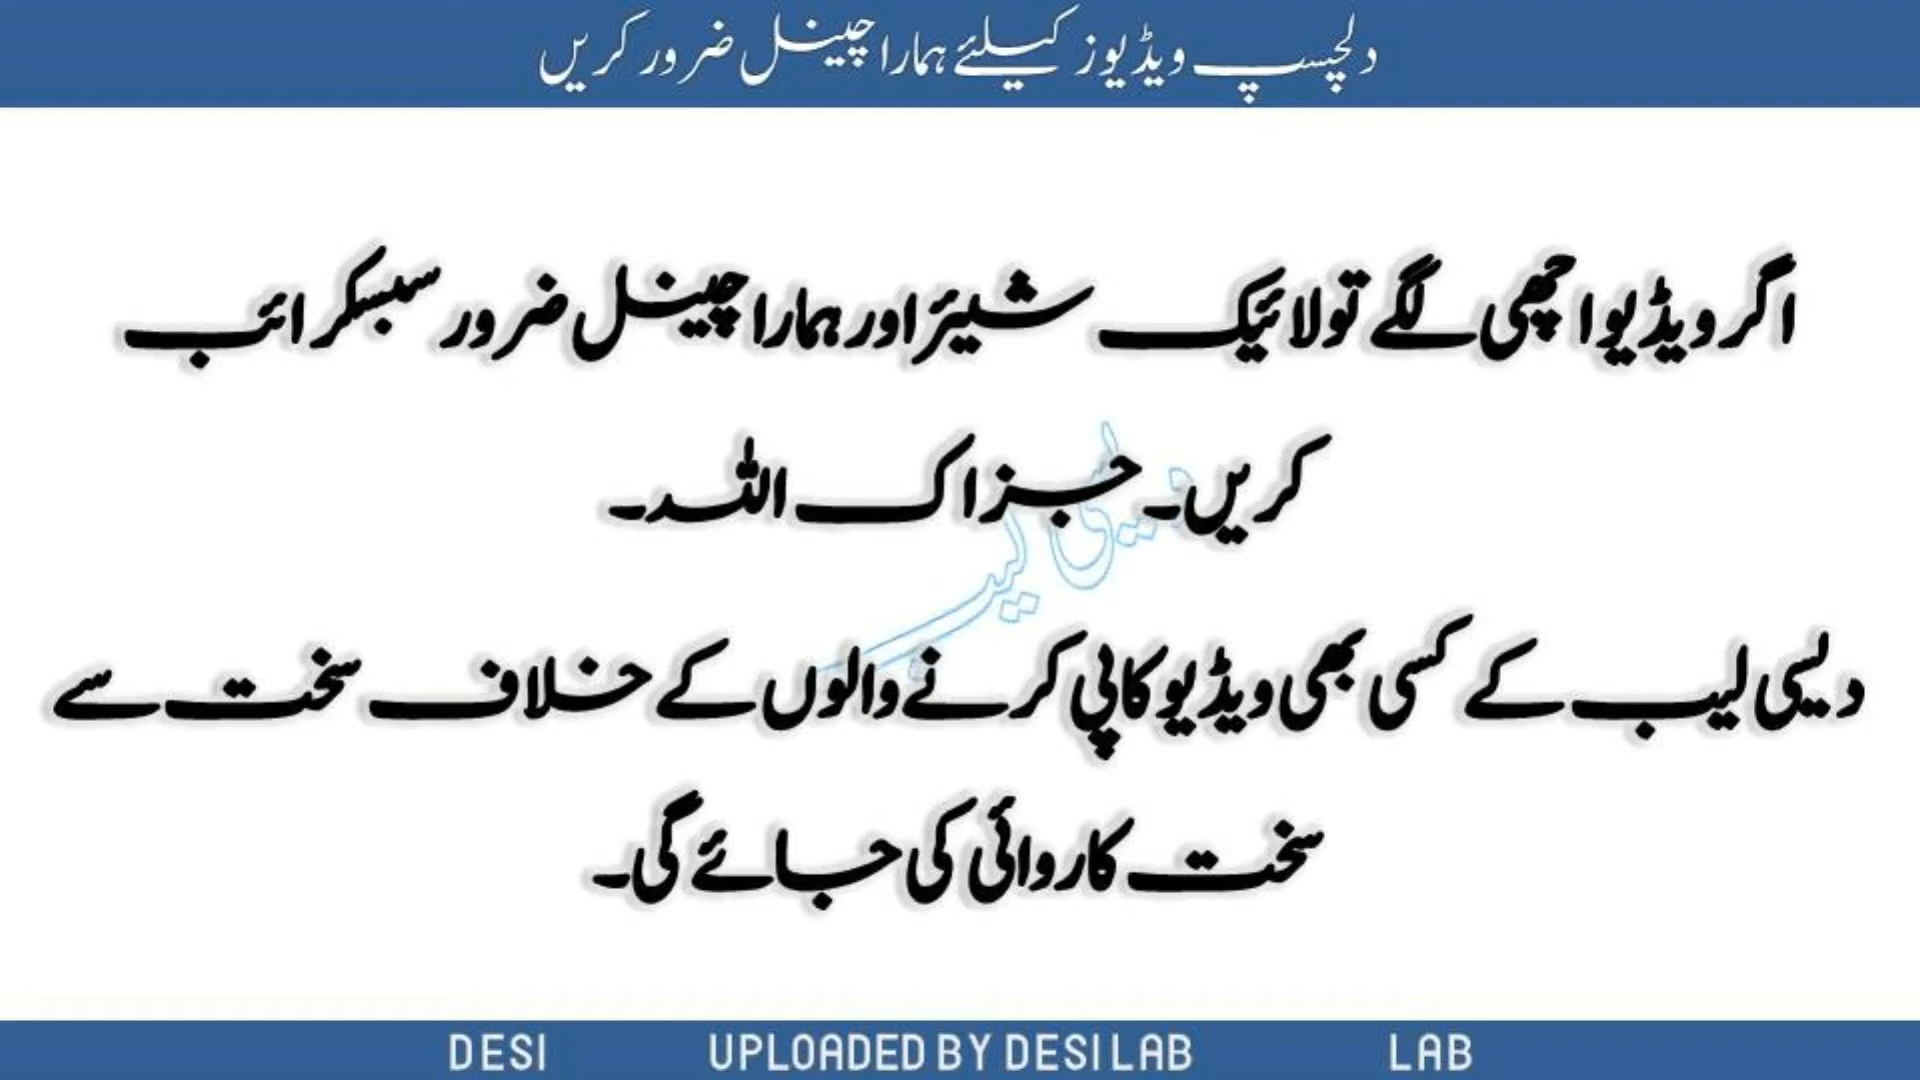 دلچسپ ویڈیوز کیلئے ہمارا چینل ضرور کریں
اگر ویڈیو اچھی لگے تو لائیک شیئر اور ہمارا چینل ضرور سبسکرائب
کریں۔ جزاک اللہ۔
دیسی لیب
دیسی لیب کے کسی بھی ویڈیو کاپی کرنے والوں کے خلاف سخت سے
سخت کاروائی کی جائے گی۔
DESI UPLOADED BY DESI LAB LAB